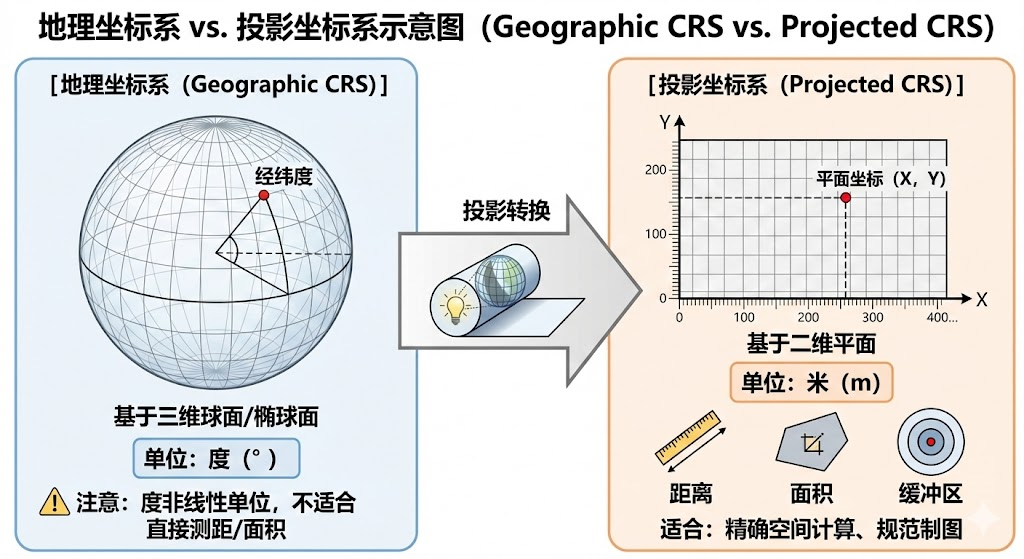 地理坐标系 vs. 投影坐标系示意图（Geographic CRS vs. Projected CRS）
[地理坐标系（Geographic CRS）]
经纬度
基于三维球面/椭球面
单位：度（°）
注意：度非线性单位，不适合
直接测距/面积
投影转换
[投影坐标系（Projected CRS）]
Y
200
100
0
平面坐标（X，Y）
X
0 100 200 300 400...
基于二维平面
单位：米（m）
距离 面积 缓冲区
适合：精确空间计算、规范制图